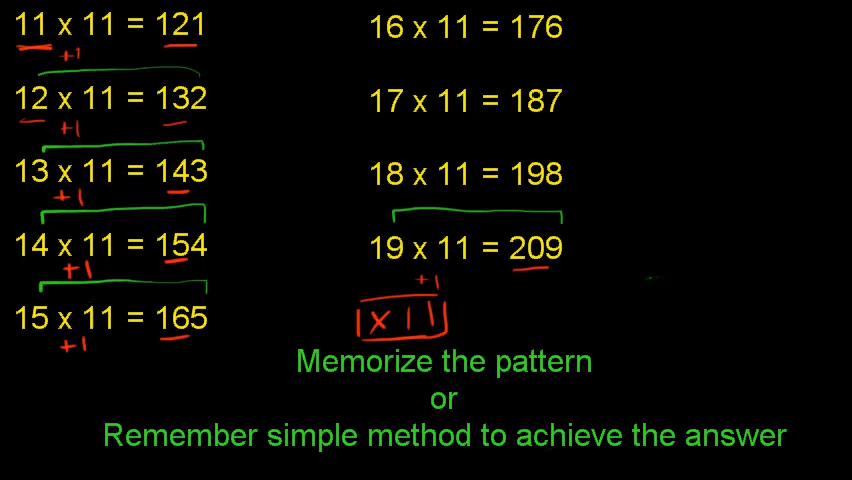 11 x 11 = 121
+1
12 x 11 = 132
+1
13 x 11 = 143
+1
14 x 11 = 154
+1
15 x 11 = 165
+1
16 x 11 = 176
17 x 11 = 187
18 x 11 = 198
19 x 11 = 209
+1
x 11
Memorize the pattern
or
Remember simple method to achieve the answer